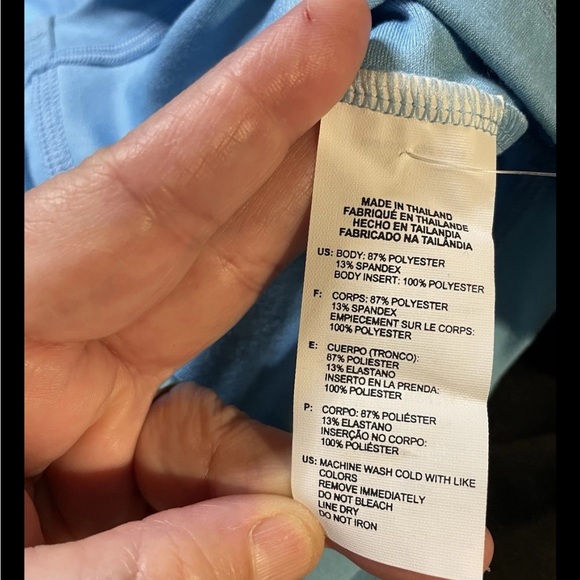 MADE IN THAILAND
FABRIQUÉ EN THAILANDE
HECHO EN TAILANDIA
FABRICADO NA TAILÂNDIA
US: BODY: 87% POLYESTER
13% SPANDEX
BODY INSERT: 100% POLYESTER
F: CORPS: 87% POLYESTER
13% SPANDEX
EMPIECEMENT SUR LE CORPS:
100% POLYESTER
E: CUERPO (TRONCO):
87% POLIÉSTER
13% ELASTANO
INSERTO EN LA PRENDA:
100% POLIÉSTER
P: CORPO: 87% POLIÉSTER
13% ELASTANO
INSERÇÃO NO CORPO:
100% POLIÉSTER
US: MACHINE WASH COLD WITH LIKE
COLORS
REMOVE IMMEDIATELY
DO NOT BLEACH
LINE DRY
DO NOT IRON